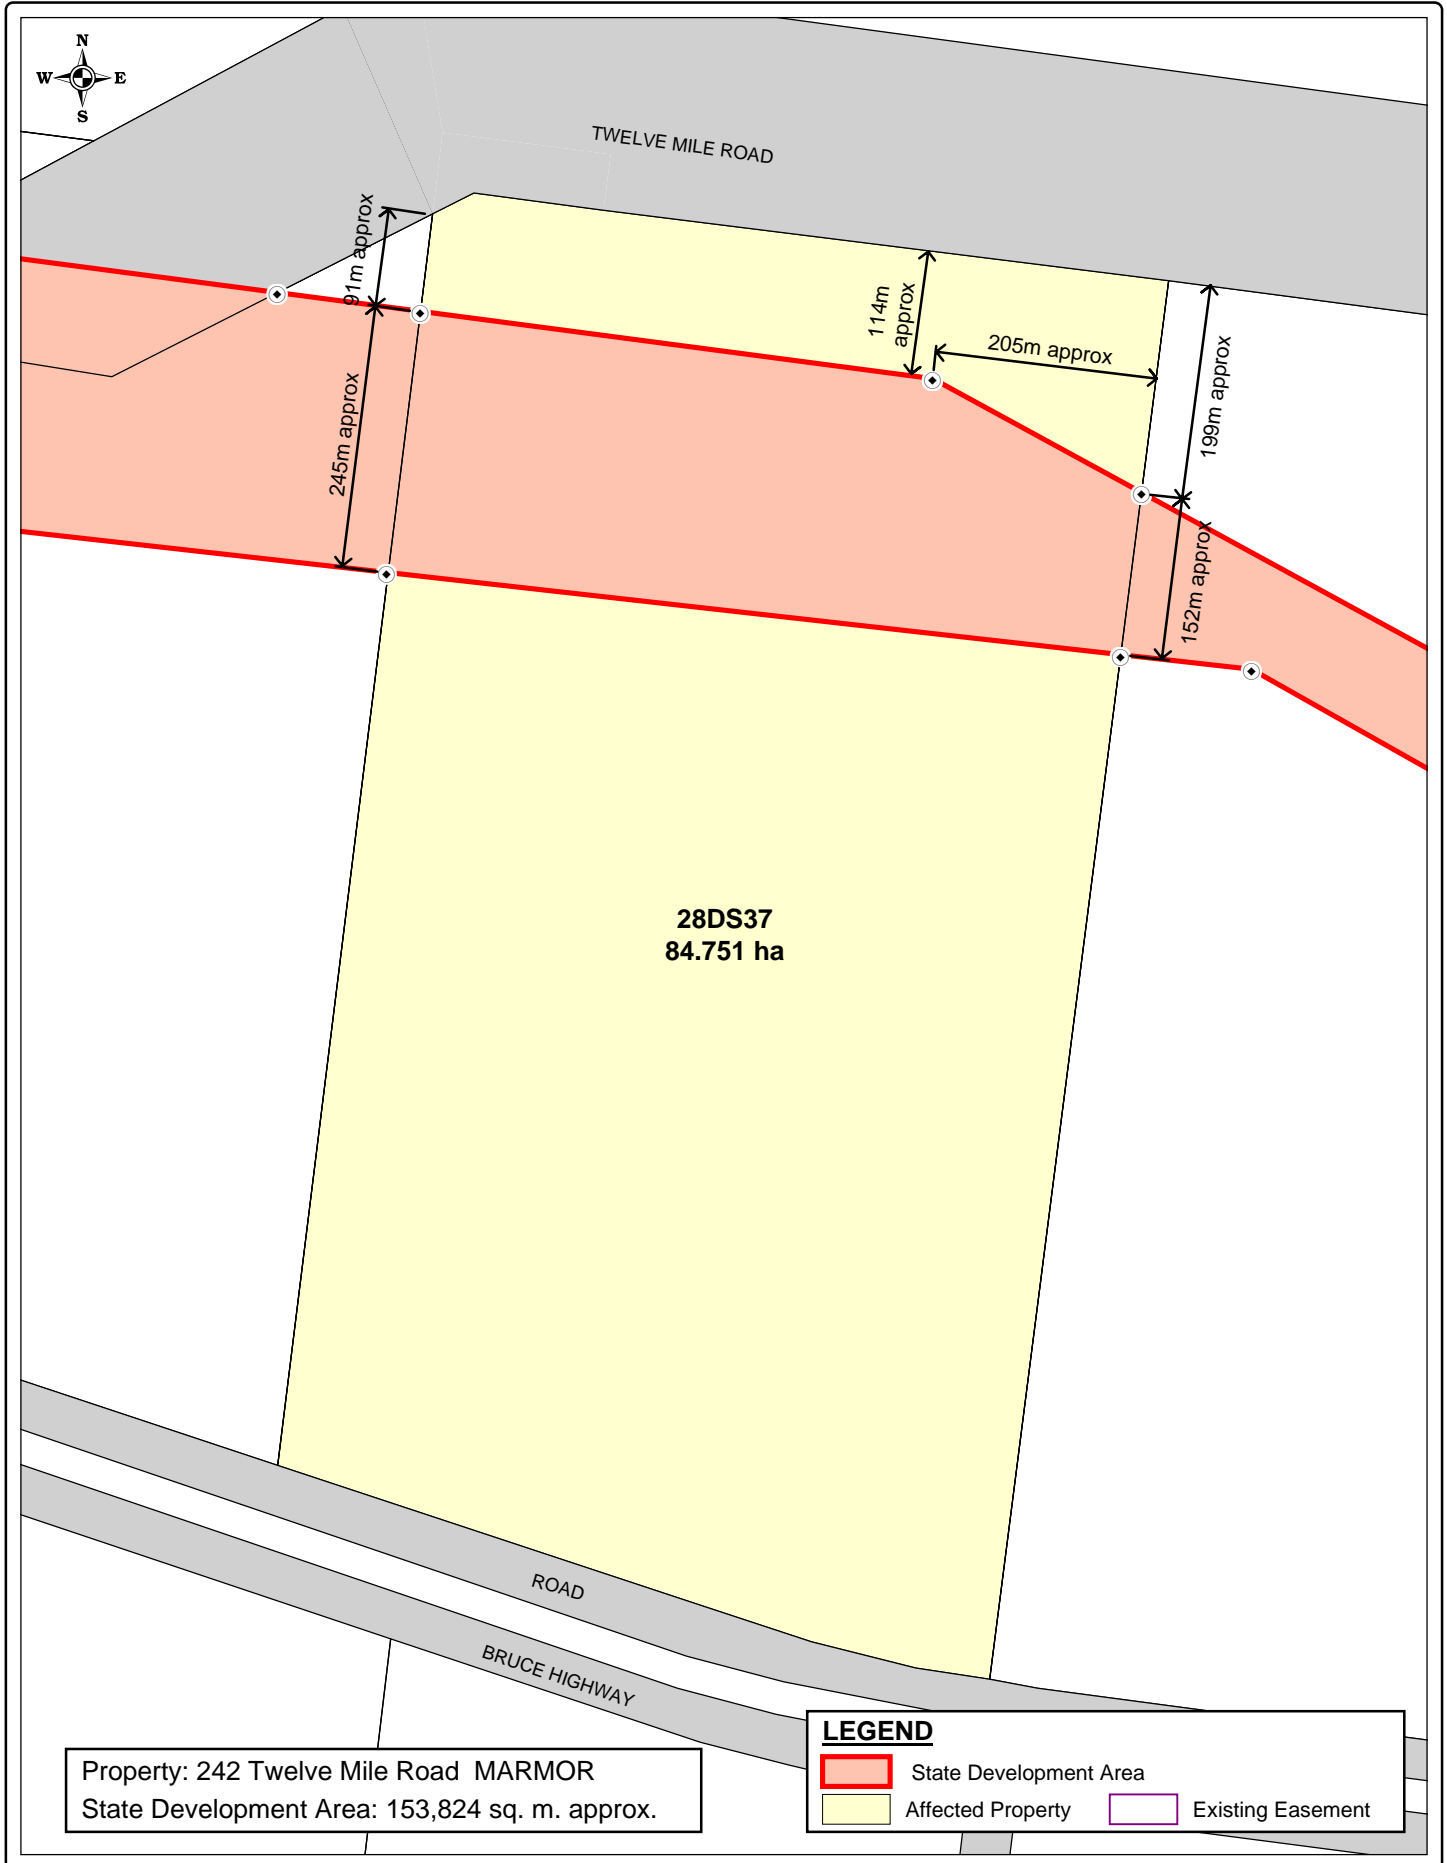 N
W E
S
TWELVE MILE ROAD
91m approx
114m
approx
205m approx
199m approx
245m approx
152m approx
28DS37
84.751 ha
ROAD
BRUCE HIGHWAY
LEGEND
State Development Area
Affected Property
Existing Easement
Property: 242 Twelve Mile Road MARMOR
State Development Area: 153,824 sq. m. approx.